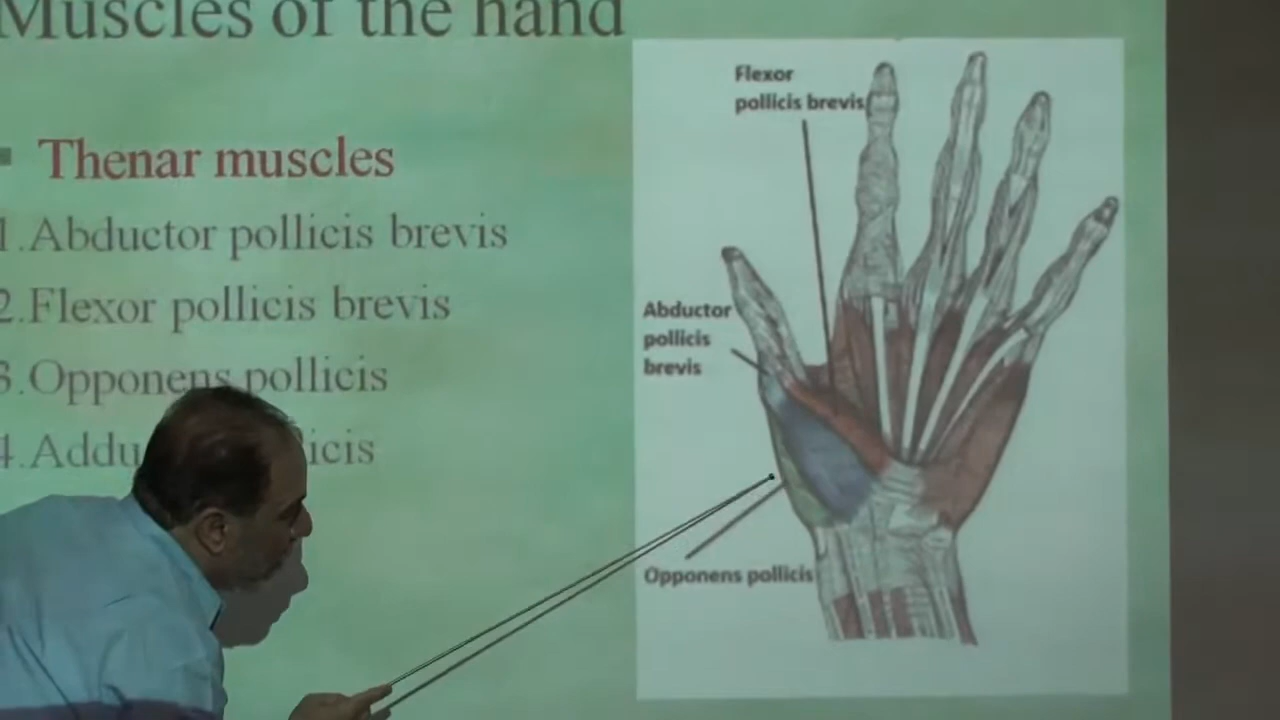 Muscles of the hand
Thenar muscles
1.Abductor pollicis brevis
2.Flexor pollicis brevis
3.Opponens pollicis
4.
Flexor
pollicis brevis
Abductor
pollicis
brevis
Opponens pollicis